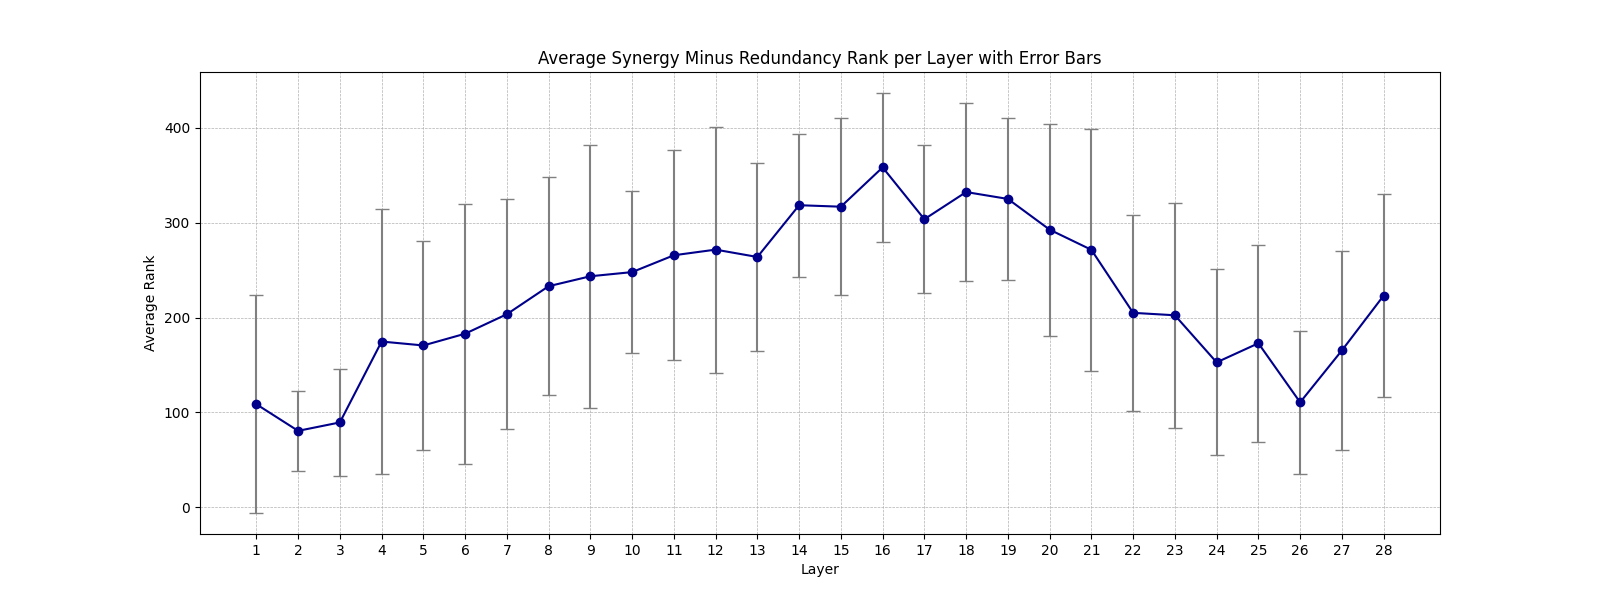 Average Synergy Minus Redundancy Rank per Layer with Error Bars
Average Rank
400
300
200
100
0
1 2 3 4 5 6 7 8 9 10 11 12 13 14 15 16 17 18 19 20 21 22 23 24 25 26 27 28
Layer